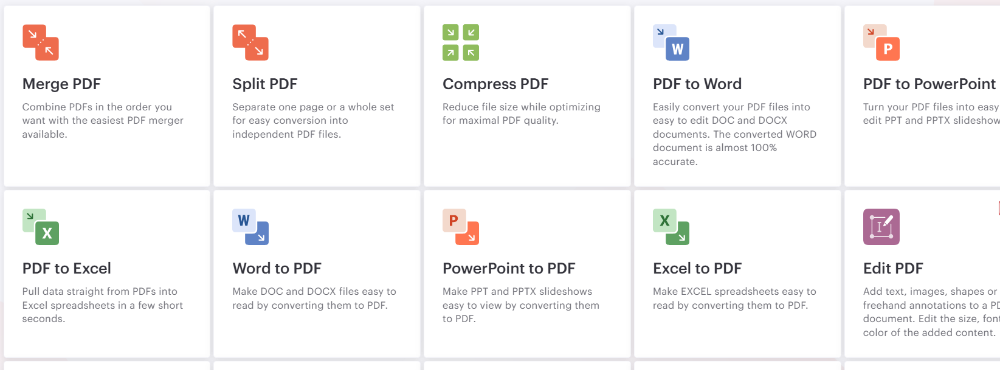 Merge PDF
Combine PDFs in the order you
want with the easiest PDF merger
available.
Split PDF
Separate one page or a whole set
for easy conversion into
independent PDF files.
Compress PDF
Reduce file size while optimizing
for maximal PDF quality.
W
PDF to Word
Easily convert your PDF files into
easy to edit DOC and DOCX
documents. The converted WORD
document is almost 100%
accurate.
P
PDF to PowerPoint
Turn your PDF files into easy
edit PPT and PPTX slideshow
X
PDF to Excel
Pull data straight from PDFs into
Excel spreadsheets in a few short
seconds.
W
Word to PDF
Make DOC and DOCX files easy to
read by converting them to PDF.
P
PowerPoint to PDF
Make PPT and PPTX slideshows
easy to view by converting them
to PDF.
X
Excel to PDF
Make EXCEL spreadsheets easy to
read by converting them to PDF.
I
Edit PDF
Add text, images, shapes or
freehand annotations to a
document. Edit the size, font
color of the added content.